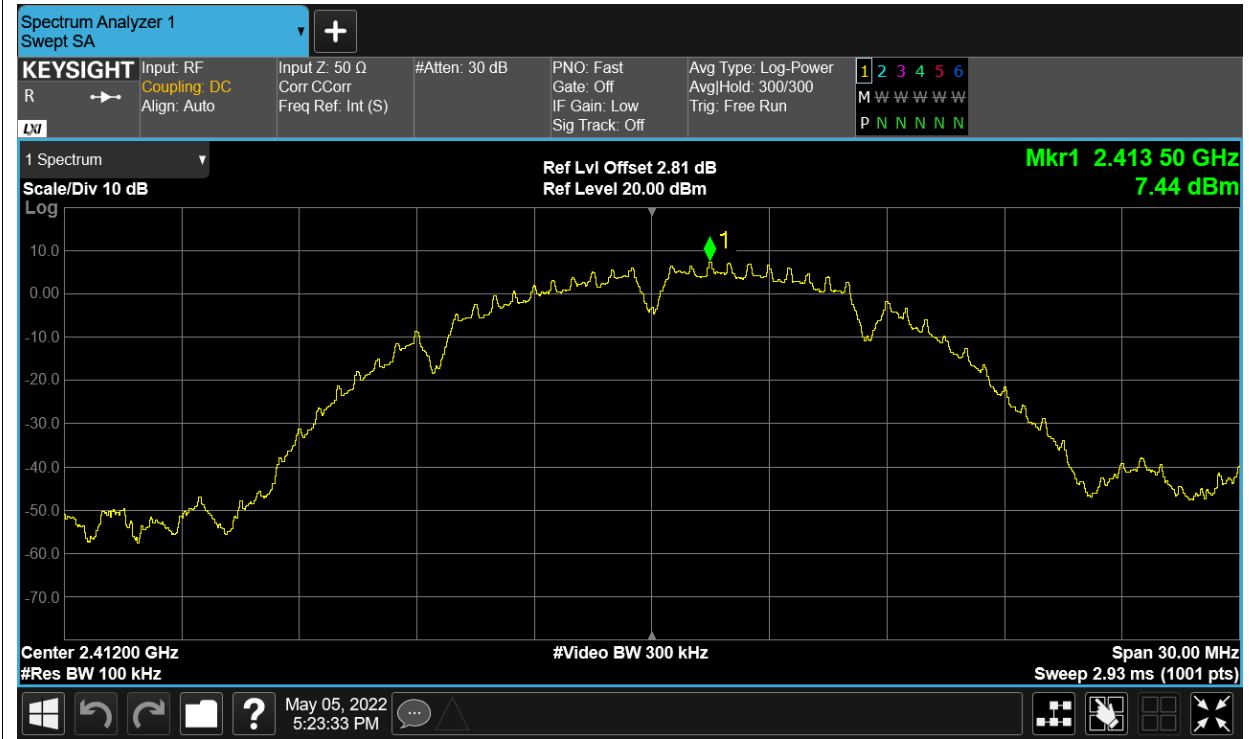 Spectrum Analyzer 1
Swept SA
KEYSIGHT
R
LXI
Input: RF
Coupling: DC
Align: Auto
Input Z: 50 Ω
Corr CCorr
Freq Ref: Int (S)
#Atten: 30 dB
PNO: Fast
Gate: Off
IF Gain: Low
Sig Track: Off
Avg Type: Log-Power
Avg|Hold: 300/300
Trig: Free Run
1 2 3 4 5 6
M W W W W W
P N N N N N
1 Spectrum
Scale/Div 10 dB
Ref Lvl Offset 2.81 dB
Ref Level 20.00 dBm
Mkr1 2.413 50 GHz
7.44 dBm
Log
1
10.0
0.00
-10.0
-20.0
-30.0
-40.0
-50.0
-60.0
-70.0
Center 2.41200 GHz
#Video BW 300 kHz
Span 30.00 MHz
#Res BW 100 kHz
Sweep 2.93 ms (1001 pts)
?
May 05, 2022
5:23:33 PM